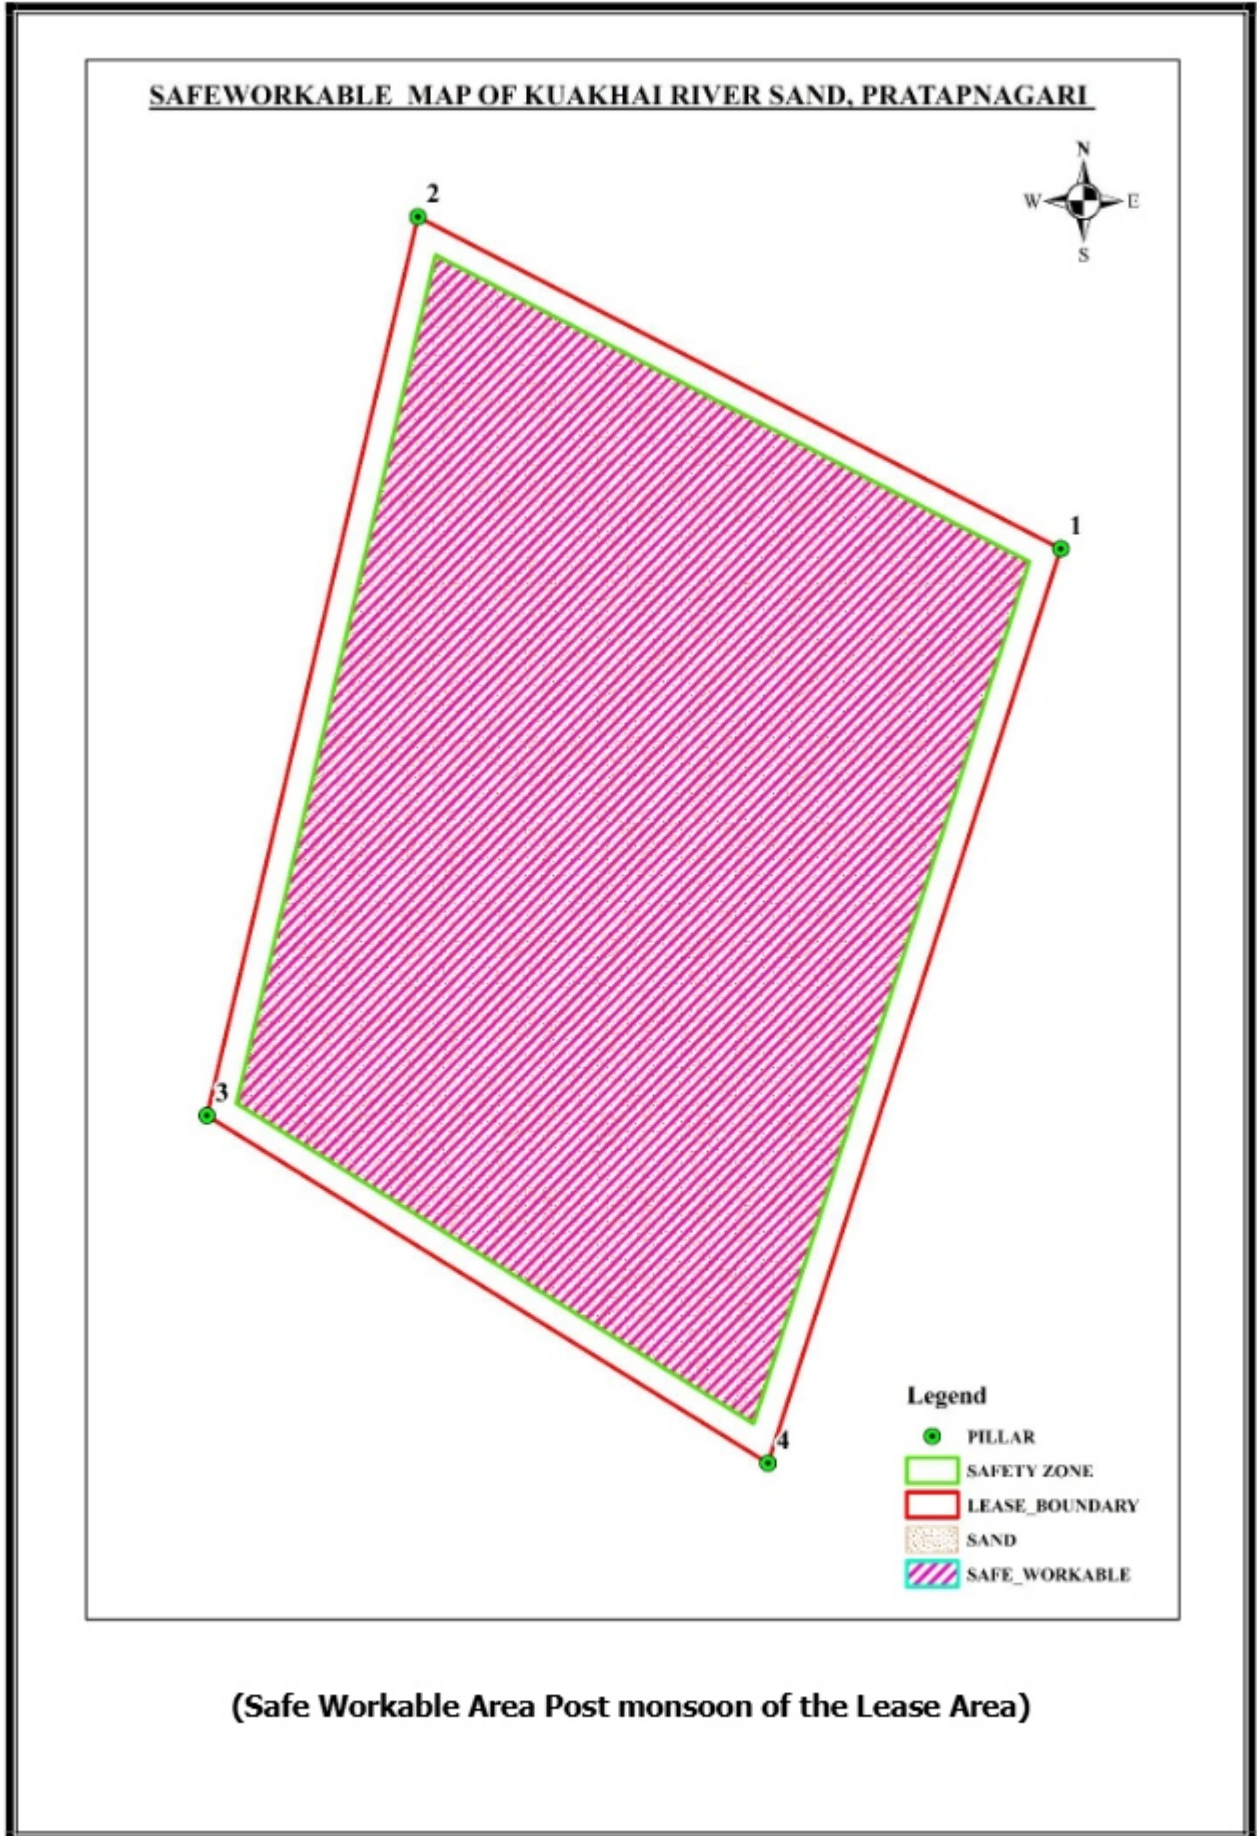 SAFEWORKABLE MAP OF KUAKHAI RIVER SAND, PRATAPNAGARI
N
W E
S
2
1
3
4
Legend
PILLAR
SAFETY ZONE
LEASE_BOUNDARY
SAND
SAFE_WORKABLE
(Safe Workable Area Post monsoon of the Lease Area)